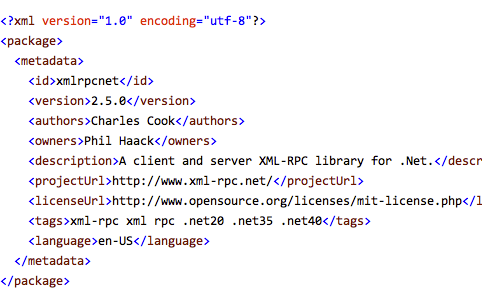 <?xml version="1.0" encoding="utf-8"?>
<package>
<metadata>
<id>xmlrpcnet</id>
<version>2.5.0</version>
<authors>Charles Cook</authors>
<owners>Phil Haack</owners>
<description>A client and server XML-RPC library for .Net.</descr
<projectUrl>http://www.xml-rpc.net/</projectUrl>
<licenseUrl>http://www.opensource.org/licenses/mit-license.php</l
<tags>xml-rpc xml rpc .net20 .net35 .net40</tags>
<language>en-US</language>
</metadata>
</package>